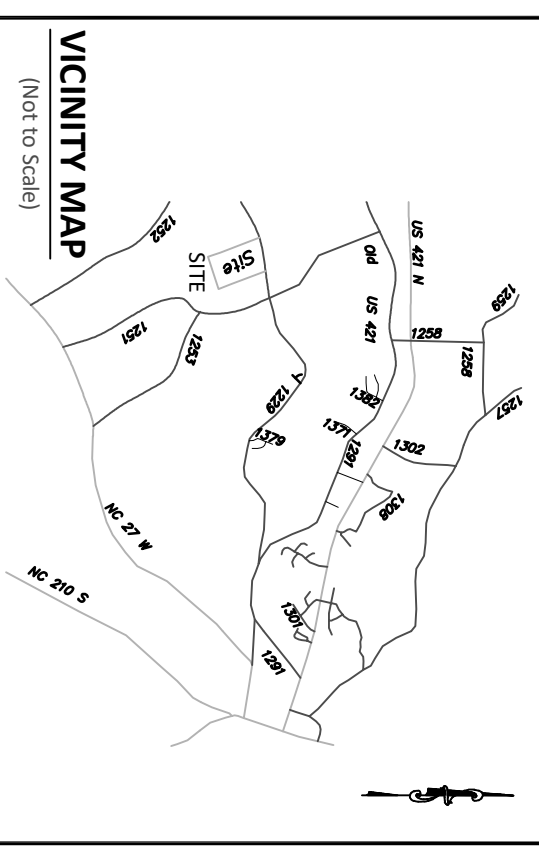 VICINITY MAP
(Not to Scale)
1252
SITE
Site
1251
1253
Old US 421
US 421 N
1259
1258
1258
1257
1382
1229
1371
1379
1291
1302
1308
NC 27 W
NC 210 S
1301
1291